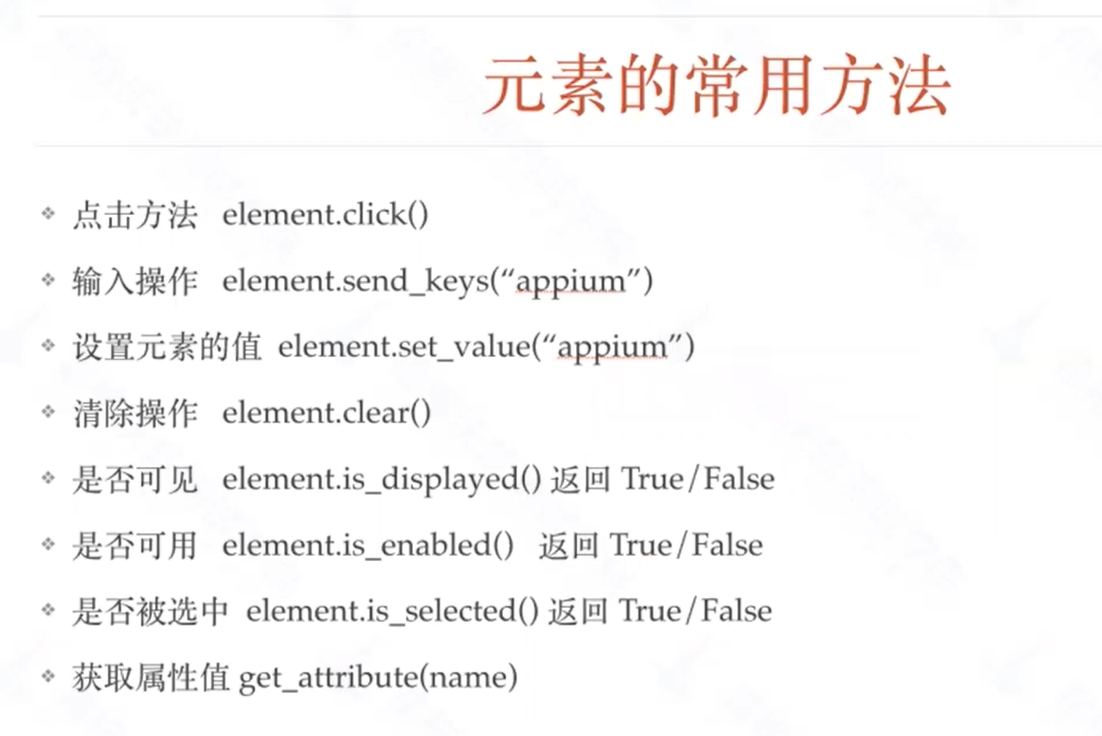 元素的常用方法
❖ 点击方法 element.click()
❖ 输入操作 element.send_keys(“appium”)
❖ 设置元素的值 element.set_value(“appium”)
❖ 清除操作 element.clear()
❖ 是否可见 element.is_displayed() 返回 True/False
❖ 是否可用 element.is_enabled() 返回 True/False
❖ 是否被选中 element.is_selected() 返回 True/False
❖ 获取属性值 get_attribute(name)